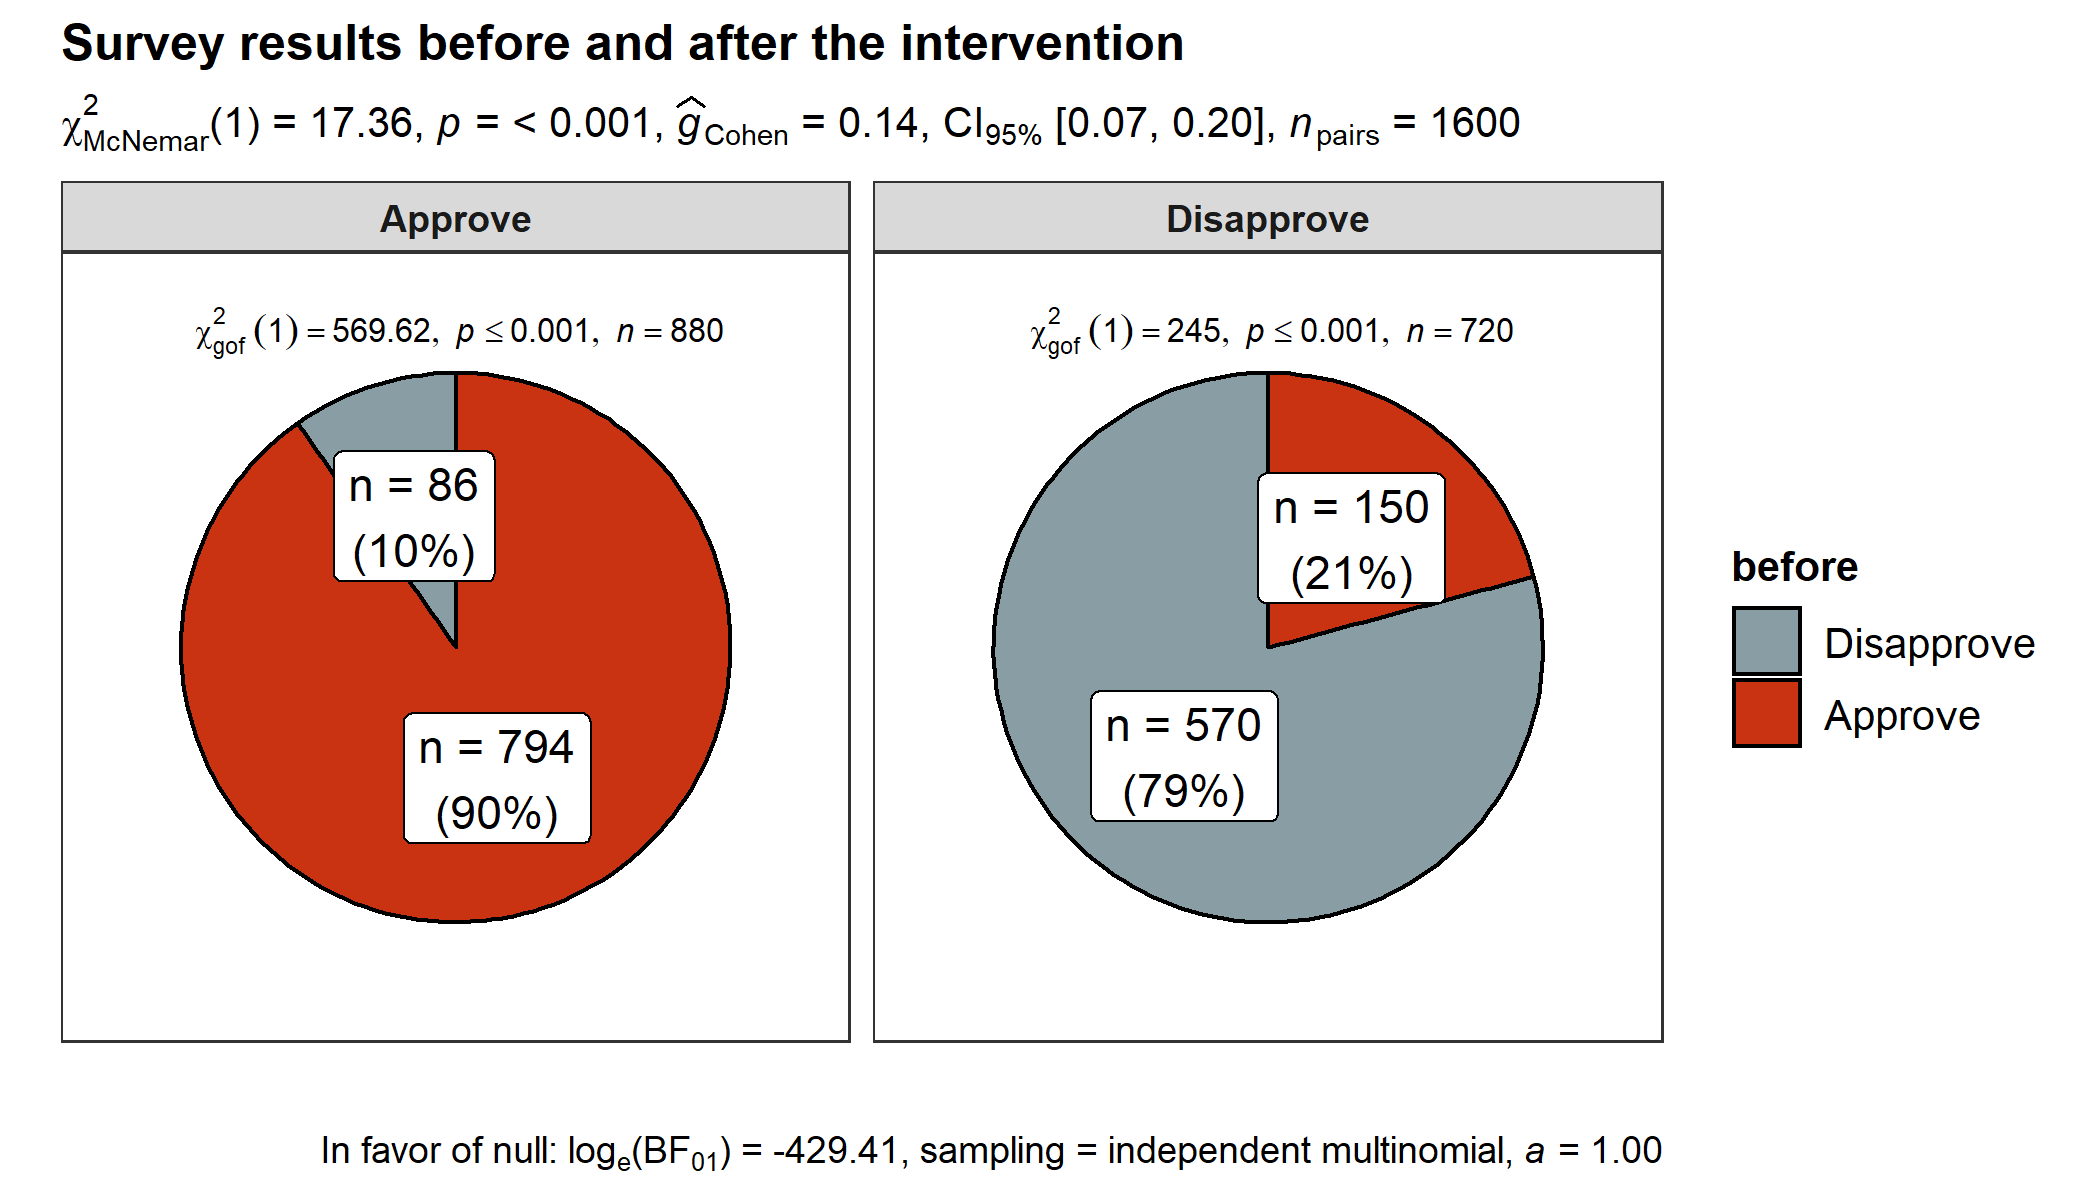 Survey results before and after the intervention
χ²McNemar(1) = 17.36, p = < 0.001, ĝCohen = 0.14, CI95% [0.07, 0.20], npairs = 1600
Approve
χ²gof (1) = 569.62, p ≤ 0.001, n = 880
n = 86
(10%)
n = 794
(90%)
Disapprove
χ²gof (1) = 245, p ≤ 0.001, n = 720
n = 150
(21%)
n = 570
(79%)
before
Disapprove
Approve
In favor of null: loge(BF01) = -429.41, sampling = independent multinomial, a = 1.00